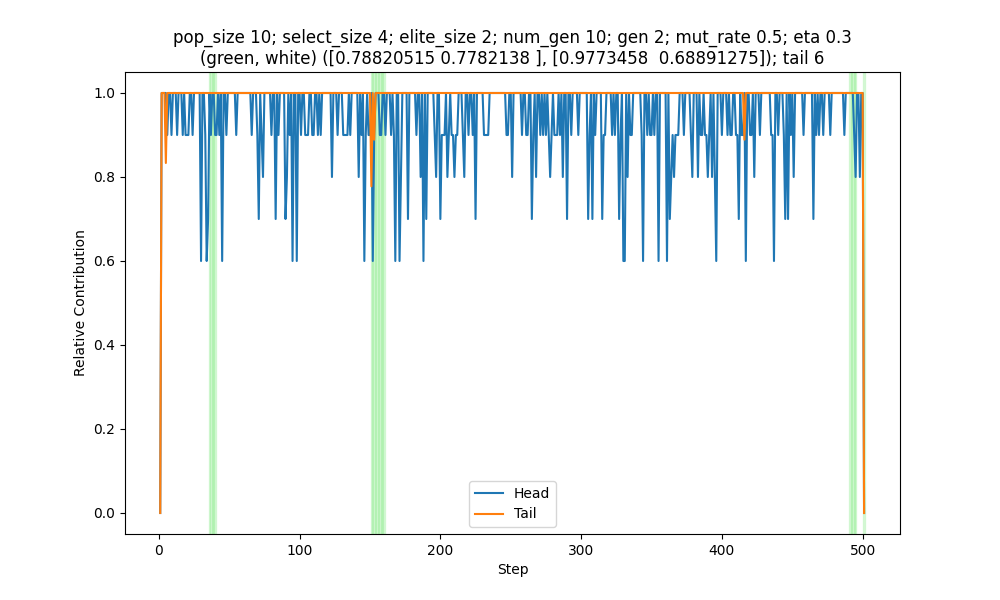 pop_size 10; select_size 4; elite_size 2; num_gen 10; gen 2; mut_rate 0.5; eta 0.3
(green, white) ([0.78820515 0.7782138 ], [0.9773458  0.68891275]); tail 6
1.0
0.8
0.6
0.4
0.2
0.0
Relative Contribution
Head
Tail
0
100
200
300
400
500
Step